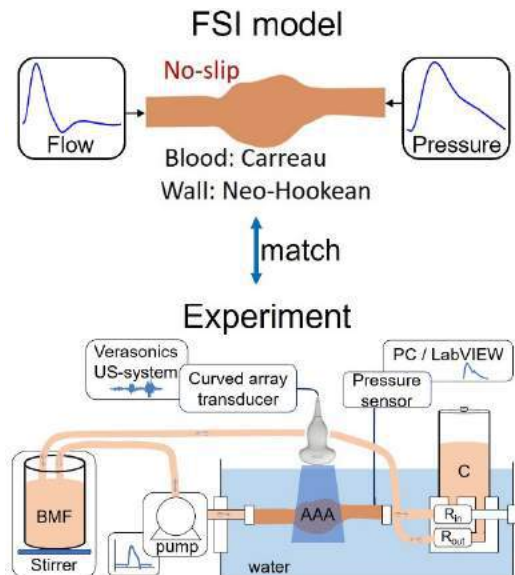 FSI model
No-slip
Flow
Pressure
Blood: Carreau
Wall: Neo-Hookean
match
Experiment
Verasonics
US-system
Curved array
transducer
PC / LabVIEW
Pressure
sensor
BMF
Stirrer
pump
AAA
water
C
Rin
Rout